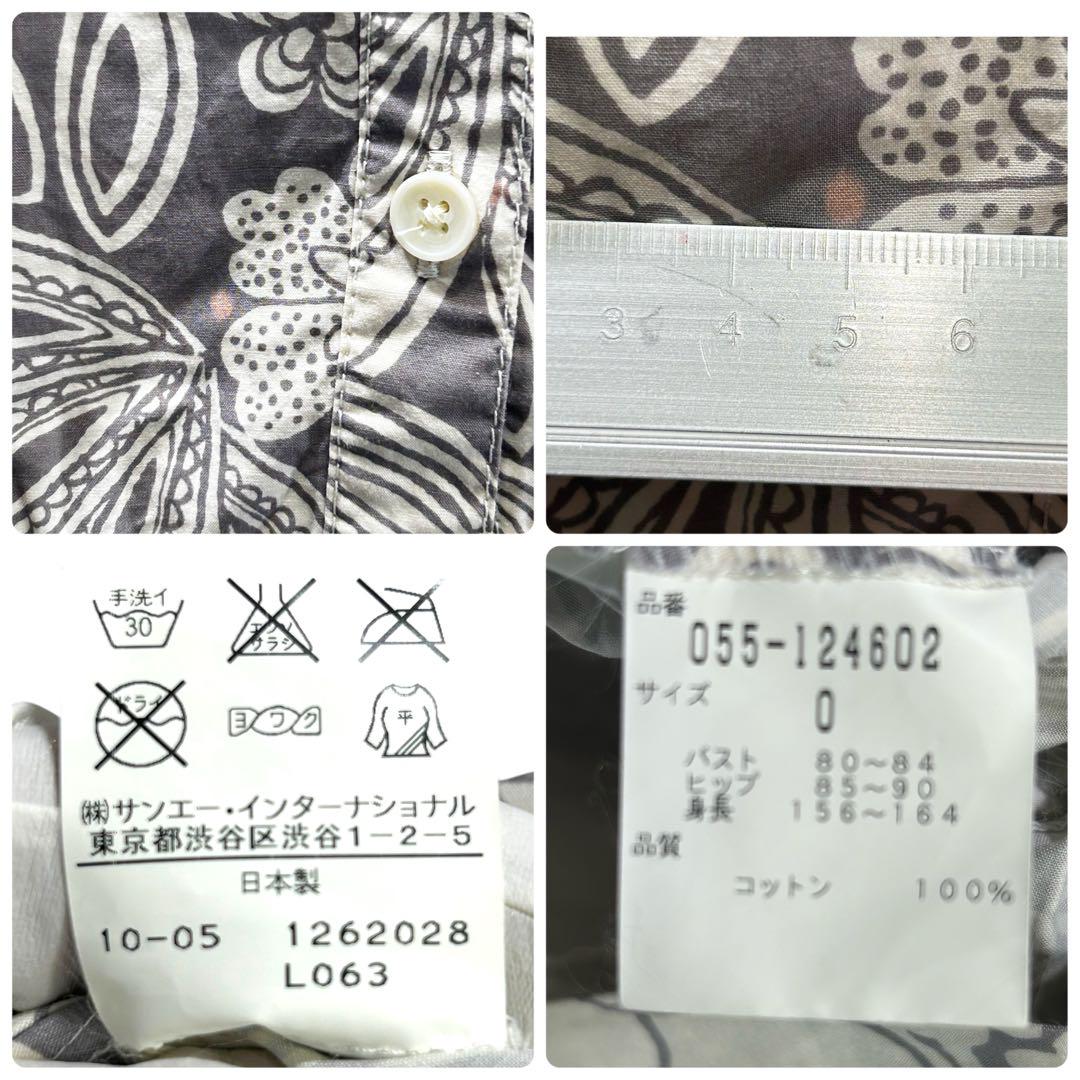 3 4 5 6
手洗イ
30
エンソ
サラシ
ドライ
ヨワク
平
㈱サンエー・インターナショナル
東京都渋谷区渋谷1-2-5
日本製
10-05 1262028
L063
品番
055-124602
サイズ
0
バスト 80~84
ヒップ 85~90
身長 156~164
品質
コットン 100%